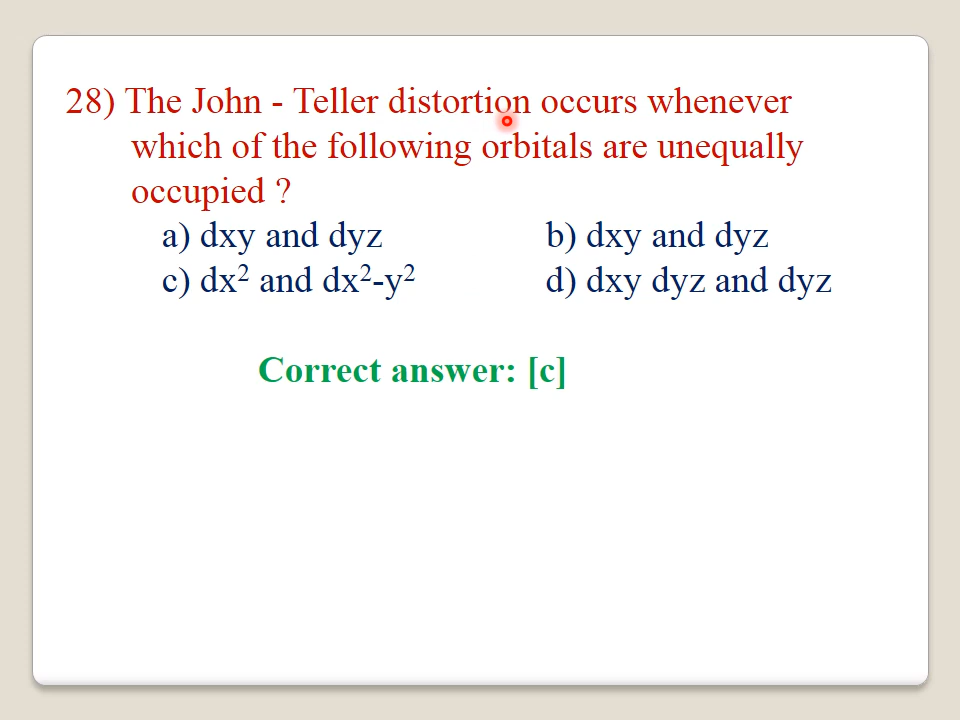 28) The John - Teller distortion occurs whenever
which of the following orbitals are unequally
occupied ?
a) dxy and dyz b) dxy and dyz
c) dx² and dx²-y² d) dxy dyz and dyz
Correct answer: [c]